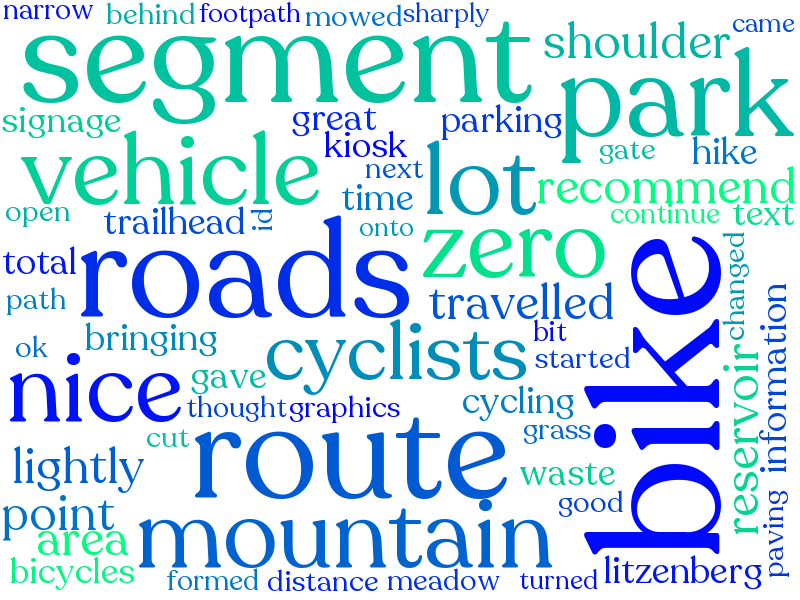 narrow behind footpath mowed sharply came
segment shoulder park
signage great parking
vehicle kiosk lot gate hike
next recommend
open trailhead id time onto continue text
total roads zero
path travelled bike changed
ok bringing cyclists bit started
nice gave cycling reservoir information
thought graphics
cut route grass
lightly waste
point mountain good paving
area
bicycles formed distance meadow turned litzenberg